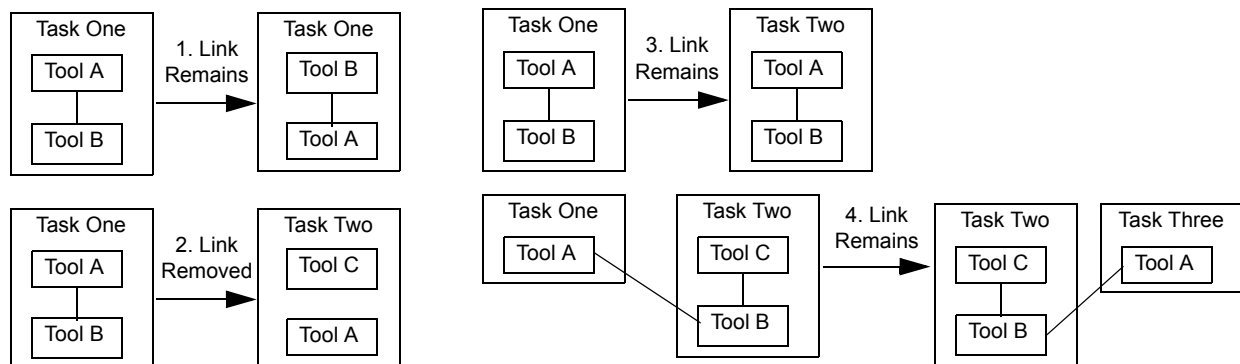 Task One
Tool A
Tool B
1. Link
Remains
Task One
Tool B
Tool A
Task One
Tool A
Tool B
3. Link
Remains
Task Two
Tool A
Tool B
Task One
Tool A
Tool B
2. Link
Removed
Task Two
Tool C
Tool A
Task One
Tool A
Task Two
Tool C
Tool B
4. Link
Remains
Task Two
Tool C
Tool B
Task Three
Tool A